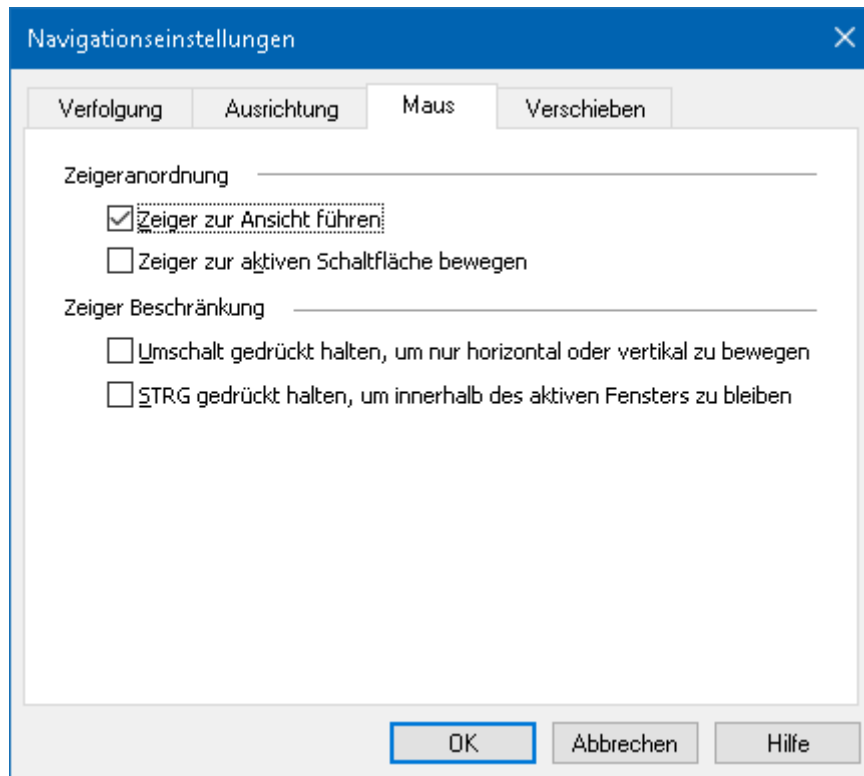 Navigationseinstellungen
Verfolgung Ausrichtung Maus Verschieben
Zeigeranordnung
Zeiger zur Ansicht führen
Zeiger zur aktiven Schaltfläche bewegen
Zeiger Beschränkung
Umschalt gedrückt halten, um nur horizontal oder vertikal zu bewegen
STRG gedrückt halten, um innerhalb des aktiven Fensters zu bleiben
OK Abbrechen Hilfe